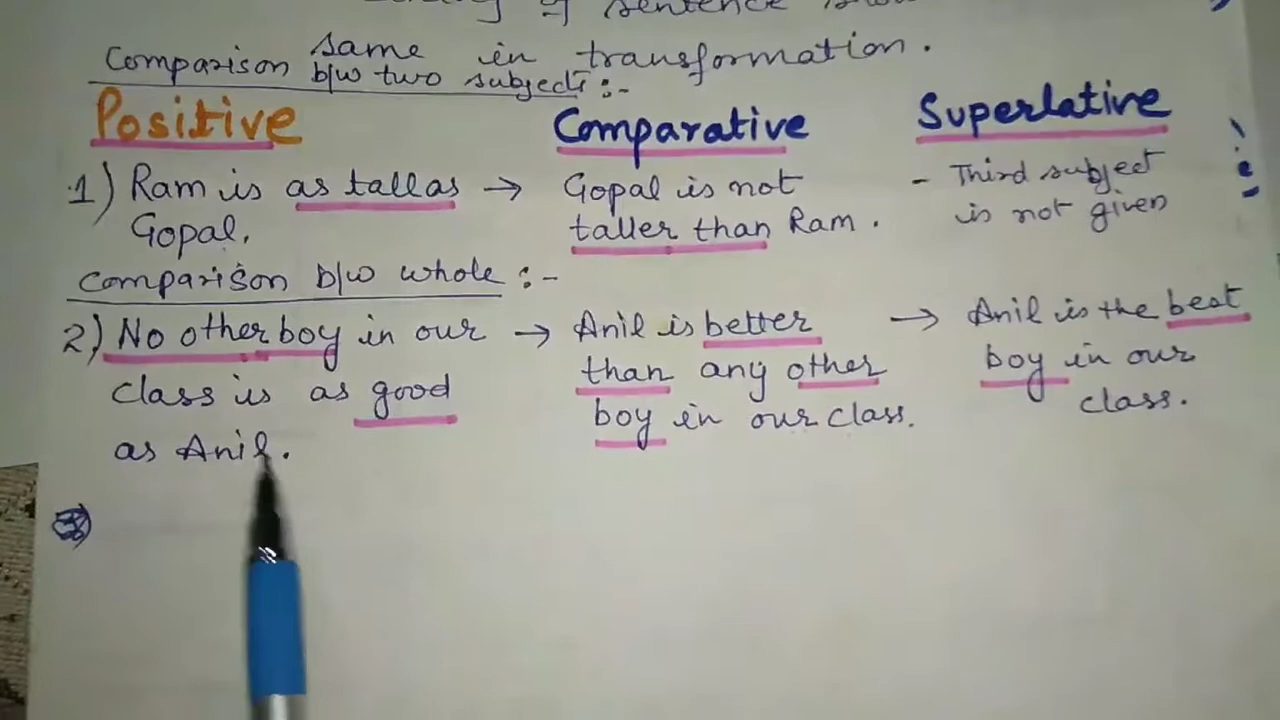 of sentence
same in transformation.
Comparison b/w two subject :-
Positive Comparative Superlative
1) Ram is as tall as → Gopal is not - Third subject
Gopal. taller than Ram. is not given
Comparison b/w whole :-
2) No other boy in our → Anil is better → Anil is the best
class is as good than any other boy in our
as Anil. boy in our class. class.